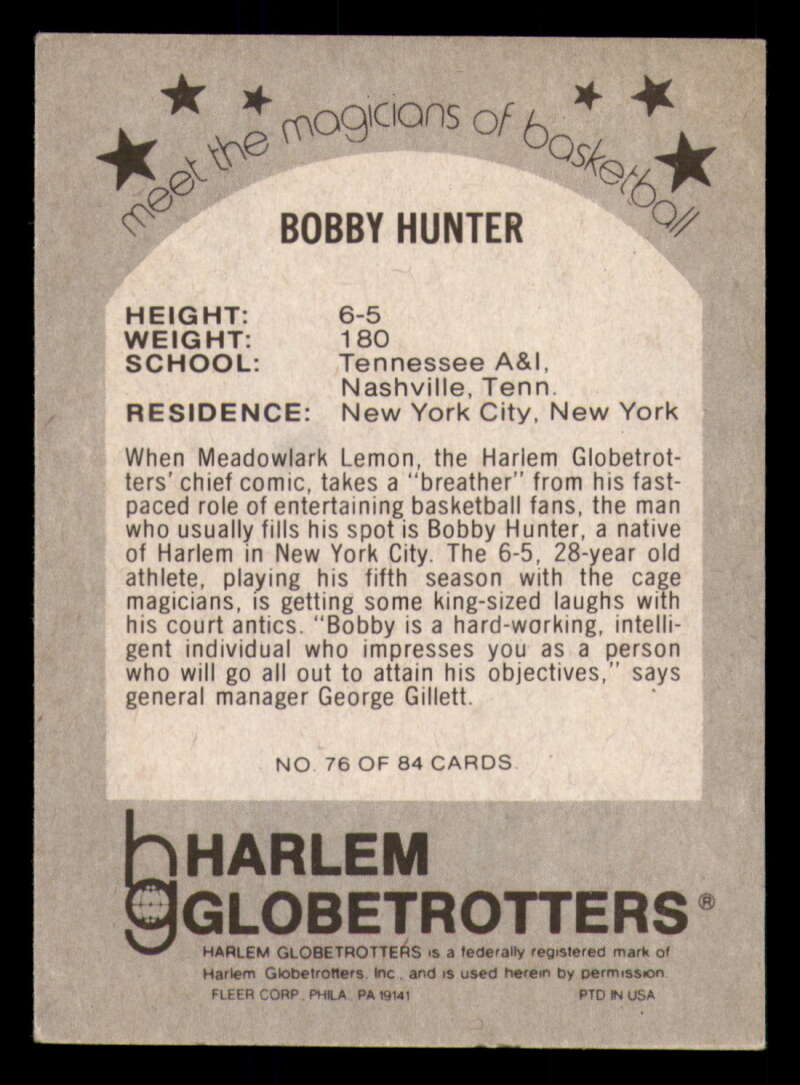 meet the magicians of basketball
BOBBY HUNTER
HEIGHT: 6-5
WEIGHT: 180
SCHOOL: Tennessee A&I,
Nashville, Tenn.
RESIDENCE: New York City, New York
When Meadowlark Lemon, the Harlem Globetrot-
ters' chief comic, takes a "breather" from his fast-
paced role of entertaining basketball fans, the man
who usually fills his spot is Bobby Hunter, a native
of Harlem in New York City. The 6-5, 28-year old
athlete, playing his fifth season with the cage
magicians, is getting some king-sized laughs with
his court antics. "Bobby is a hard-working, intelli-
gent individual who impresses you as a person
who will go all out to attain his objectives," says
general manager George Gillett.
NO. 76 OF 84 CARDS
hg HARLEM
GLOBETROTTERS®
HARLEM GLOBETROTTERS is a federally registered mark of
Harlem Globetrotters, Inc., and is used herein by permission.
FLEER CORP., PHILA., PA 19141 PTD IN USA